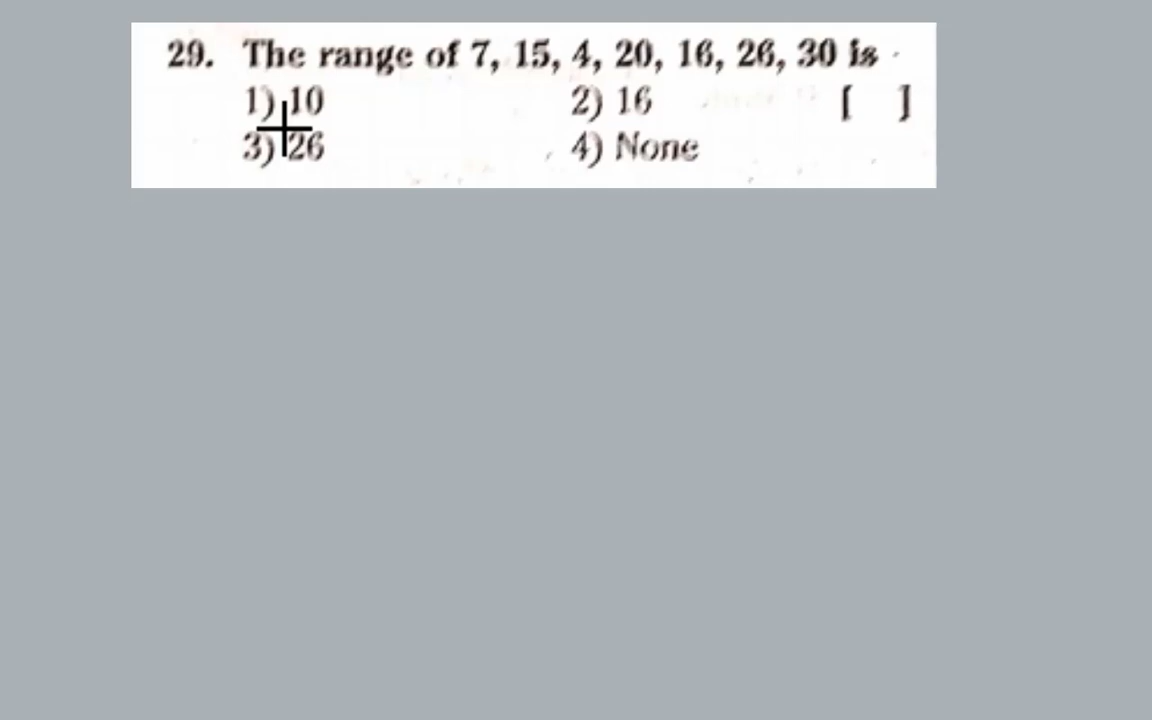 29. The range of 7, 15, 4, 20, 16, 26, 30 is
1) 10 2) 16 [ ]
3) 26 4) None